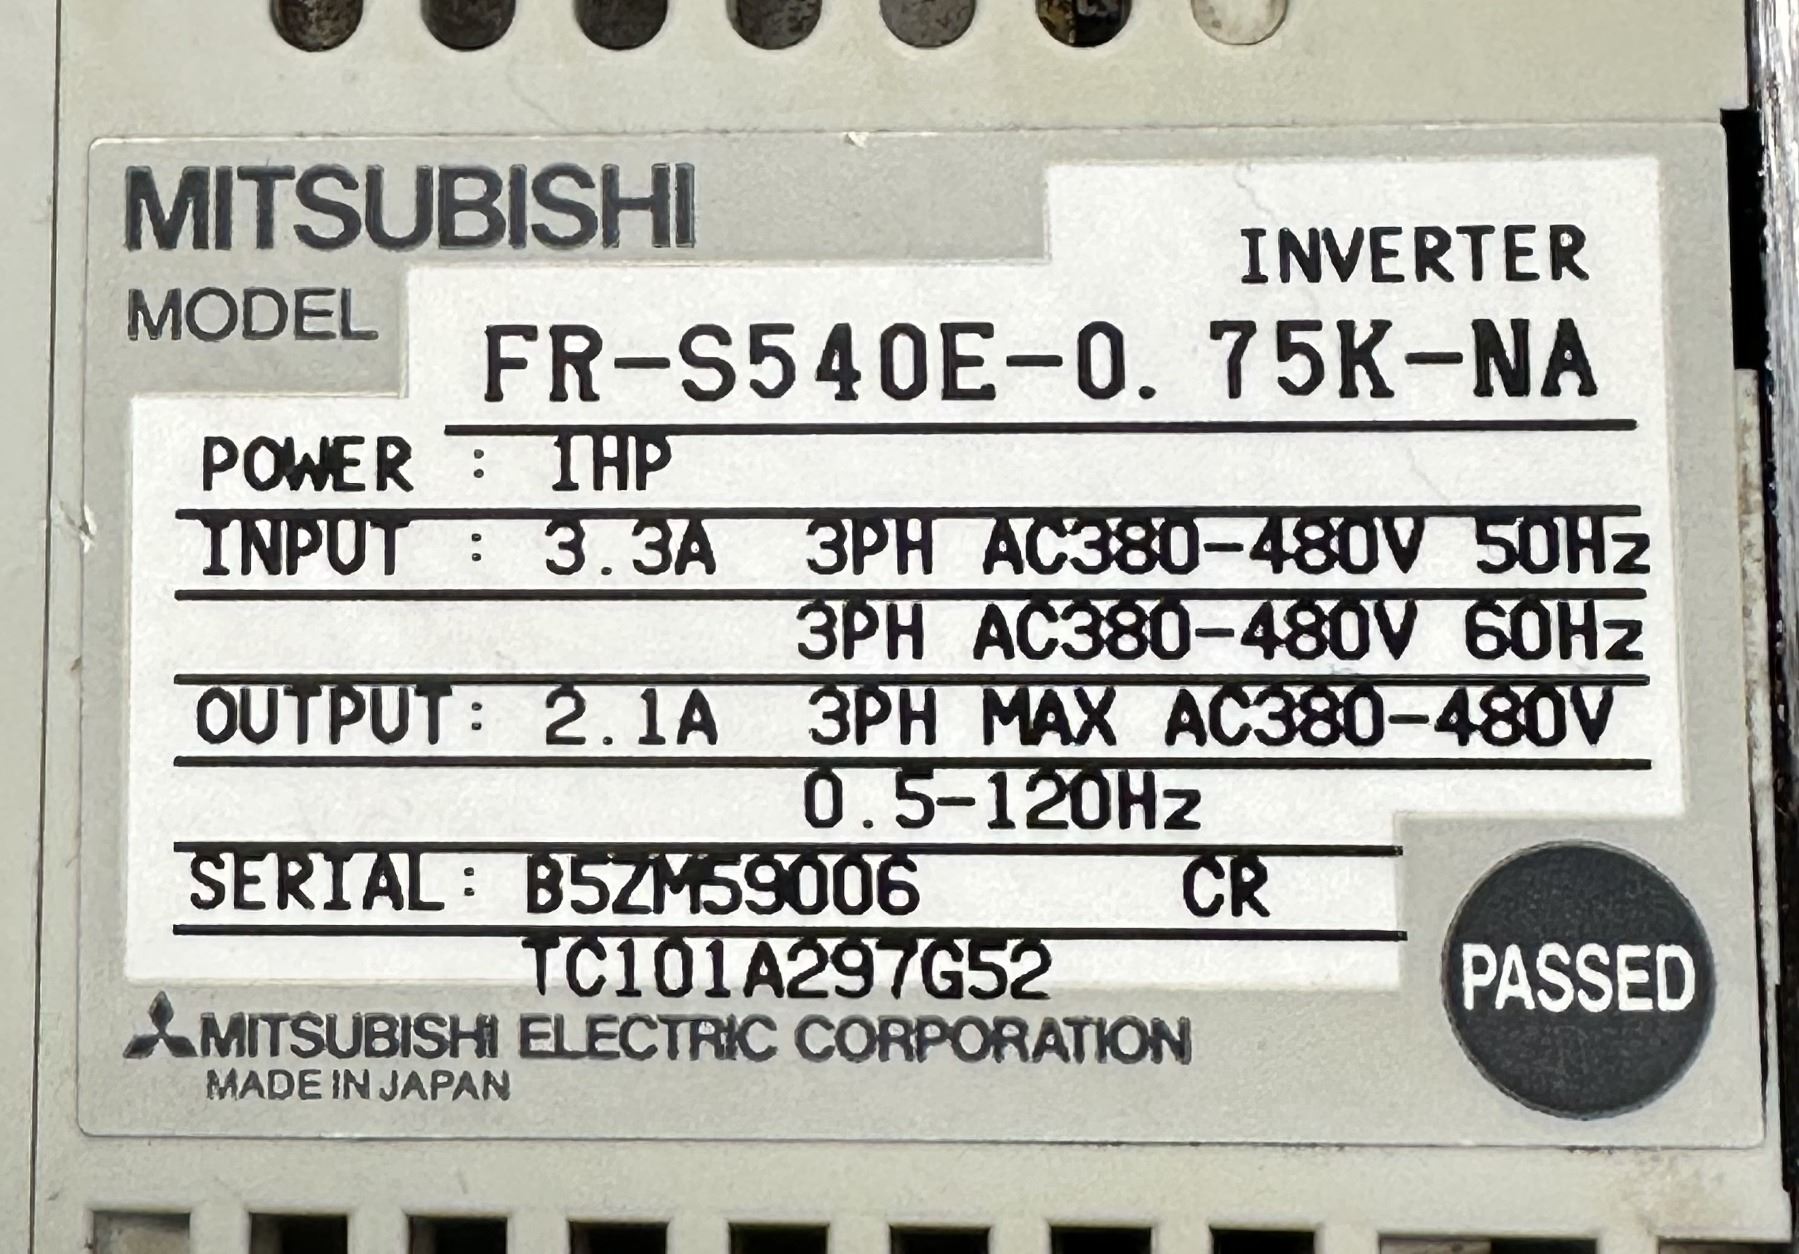 MITSUBISHI
INVERTER
MODEL FR-S540E-0.75K-NA
POWER : 1HP
INPUT : 3.3A 3PH AC380-480V 50Hz
3PH AC380-480V 60Hz
OUTPUT: 2.1A 3PH MAX AC380-480V
0.5-120Hz
SERIAL: B5ZM59006 CR
TC101A297G52
PASSED
MITSUBISHI ELECTRIC CORPORATION
MADE IN JAPAN